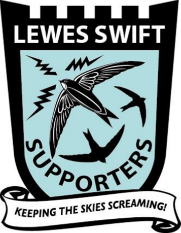 LEWES SWIFT
SUPPORTERS
KEEPING THE SKIES SCREAMING!